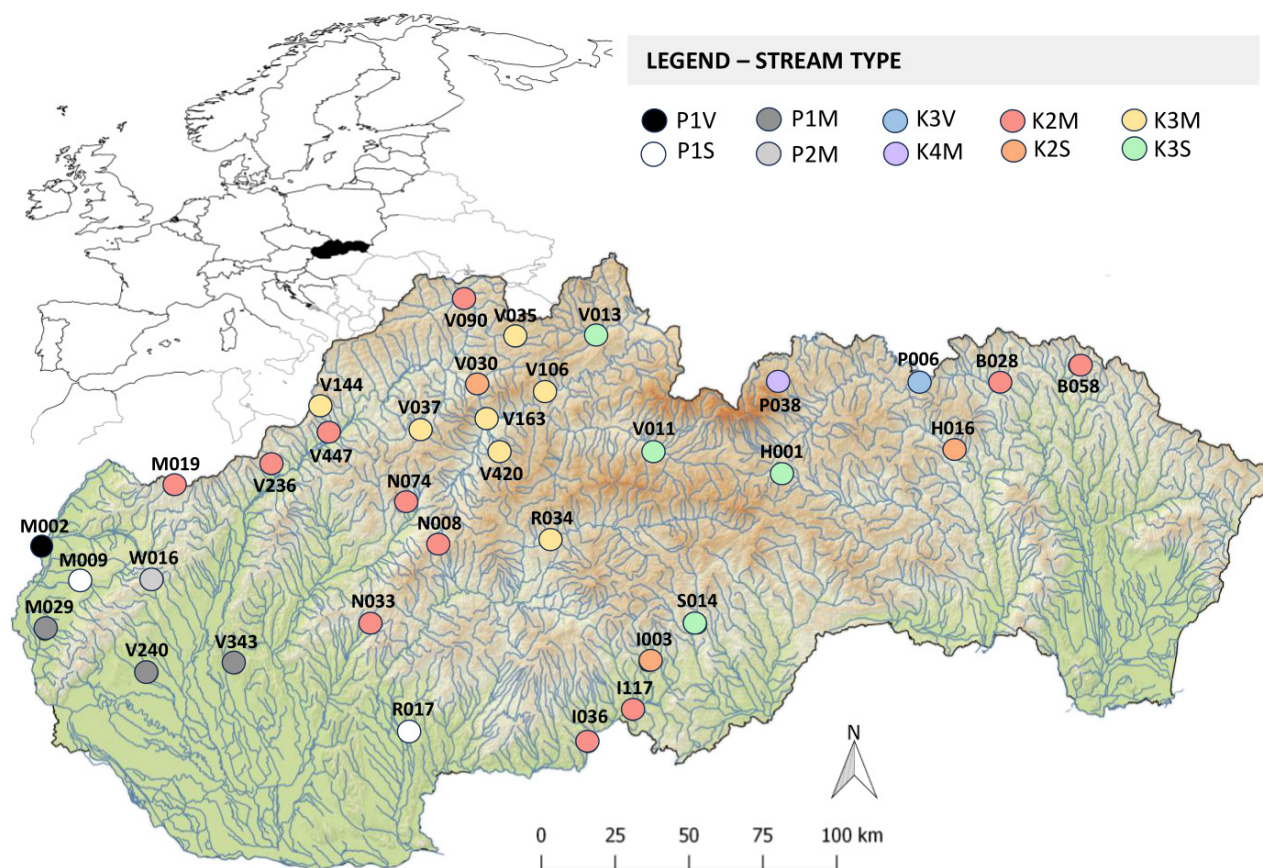 LEGEND – STREAM TYPE
P1V P1M K3V K2M K3M
P1S P2M K4M K2S K3S
V090
V035
V013
V030
V106
P006
B028
B058
V144
V037
V163
P038
V447
V420
V011
H016
H001
M019
V236
N074
N008
R034
M002
M009
W016
M029
N033
S014
V240
V343
I003
R017
I117
I036
N
0 25 50 75 100 km